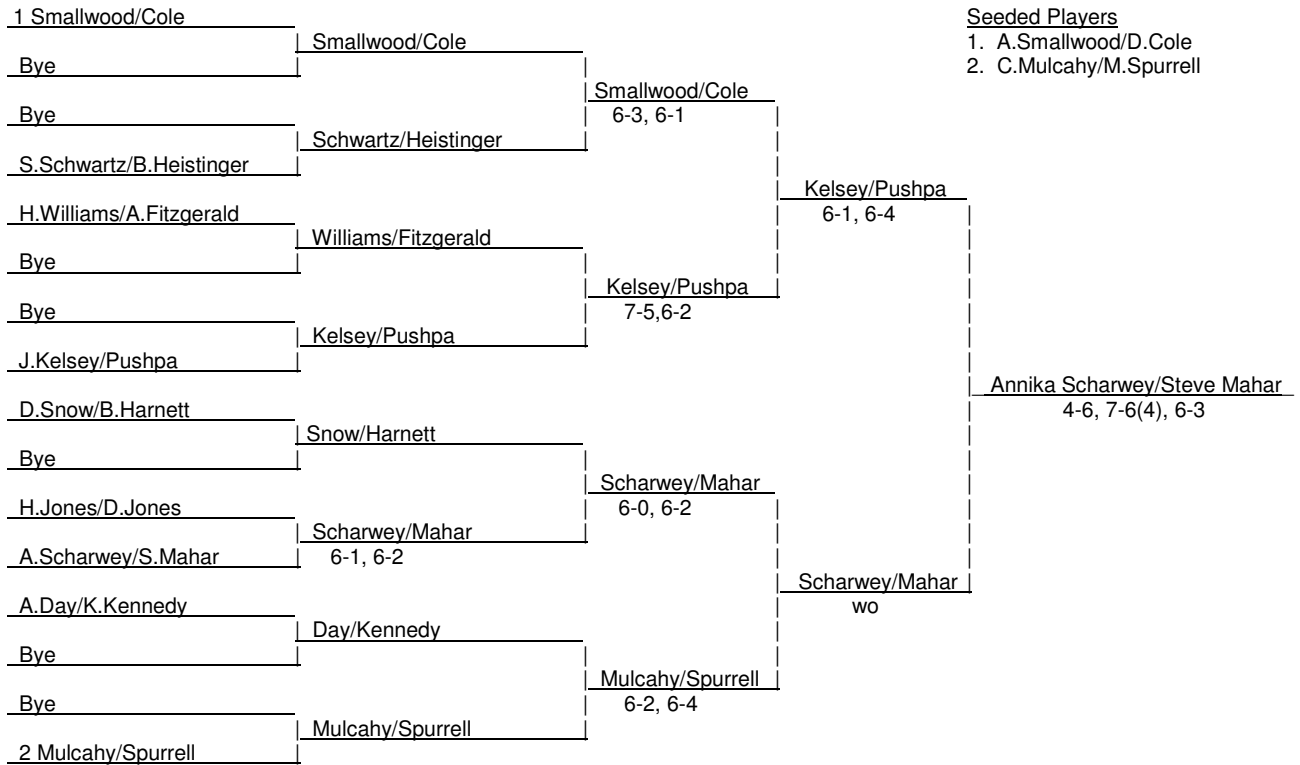 1 Smallwood/Cole
Seeded Players
Smallwood/Cole
1. A.Smallwood/D.Cole
Bye
2. C.Mulcahy/M.Spurrell
Smallwood/Cole
Bye
6-3, 6-1
Schwartz/Heistinger
S.Schwartz/B.Heistinger
Kelsey/Pushpa
H.Williams/A.Fitzgerald
6-1, 6-4
Williams/Fitzgerald
Bye
Kelsey/Pushpa
Bye
7-5,6-2
Kelsey/Pushpa
J.Kelsey/Pushpa
Annika Scharwey/Steve Mahar
D.Snow/B.Harnett
4-6, 7-6(4), 6-3
Snow/Harnett
Bye
Scharwey/Mahar
H.Jones/D.Jones
6-0, 6-2
Scharwey/Mahar
A.Scharwey/S.Mahar
6-1, 6-2
Scharwey/Mahar
A.Day/K.Kennedy
wo
Day/Kennedy
Bye
Mulcahy/Spurrell
Bye
6-2, 6-4
Mulcahy/Spurrell
2 Mulcahy/Spurrell